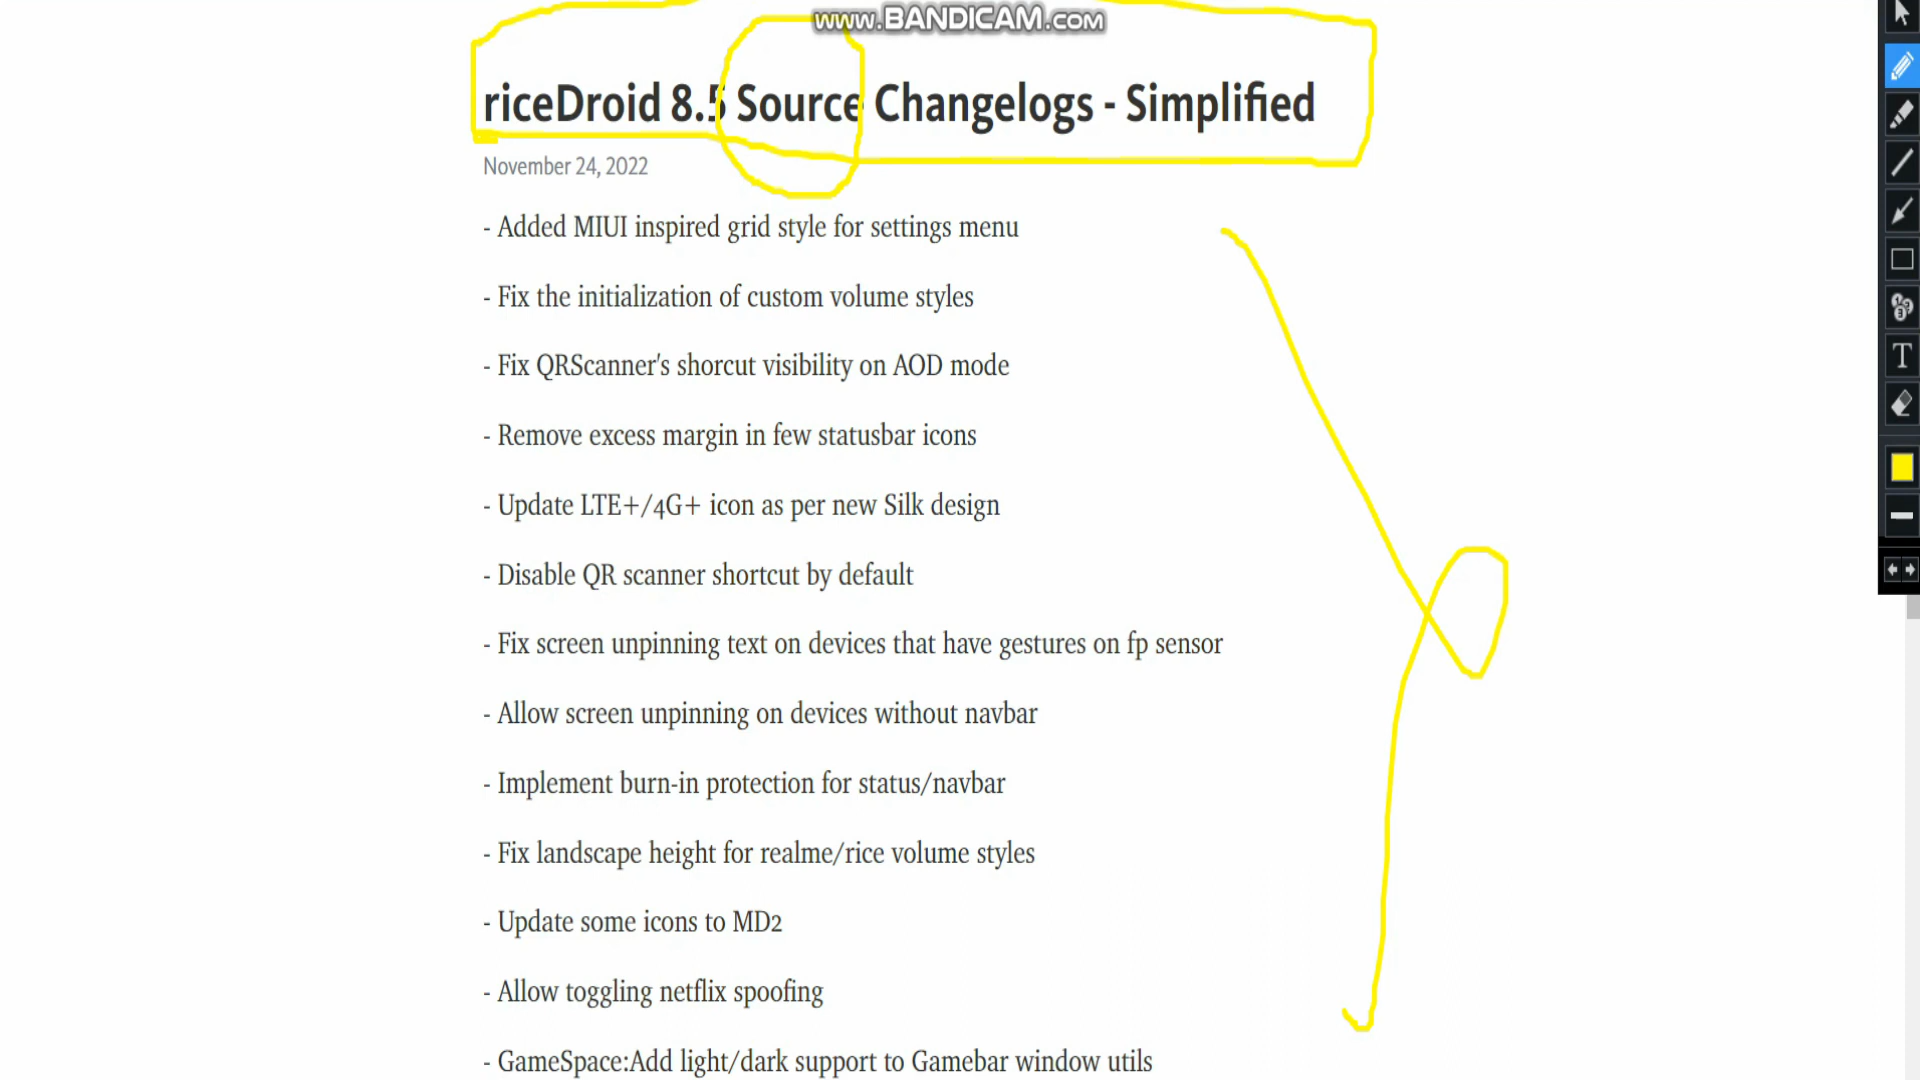 www.BANDICAM.com
riceDroid 8.5 Source Changelogs - Simplified
November 24, 2022
- Added MIUI inspired grid style for settings menu
- Fix the initialization of custom volume styles
- Fix QRScanner's shorcut visibility on AOD mode
- Remove excess margin in few statusbar icons
- Update LTE+/4G+ icon as per new Silk design
- Disable QR scanner shortcut by default
- Fix screen unpinning text on devices that have gestures on fp sensor
- Allow screen unpinning on devices without navbar
- Implement burn-in protection for status/navbar
- Fix landscape height for realme/rice volume styles
- Update some icons to MD2
- Allow toggling netflix spoofing
- GameSpace:Add light/dark support to Gamebar window utils